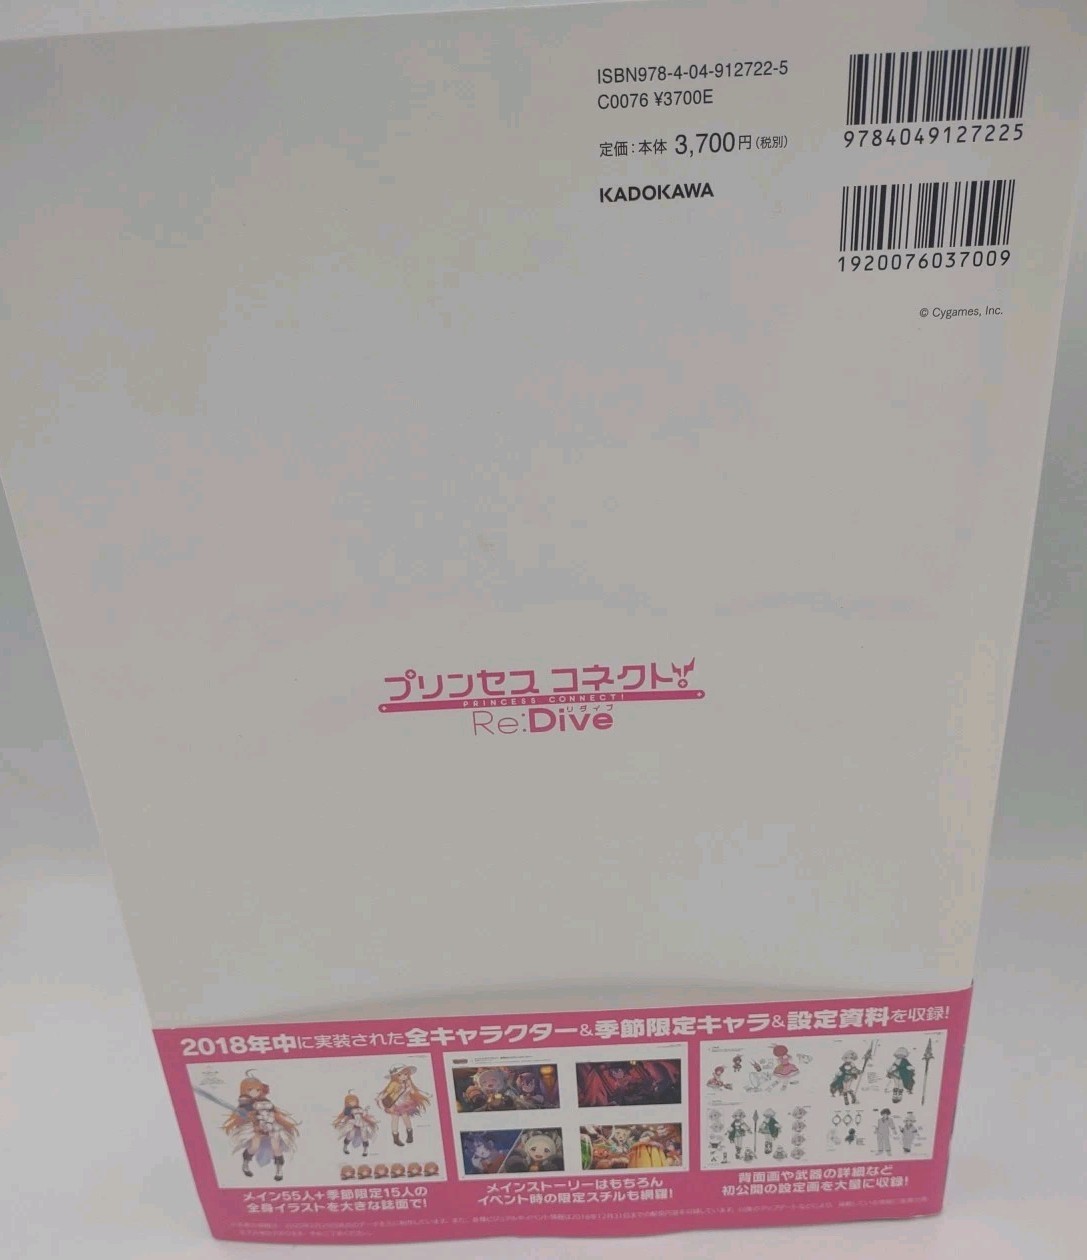 ISBN978-4-04-912722-5
C0076 ¥3700E
定価：本体 3,700円（税別）
KADOKAWA
9784049127225
1920076037009
© Cygames, Inc.
プリンセス コネクト！
PRINCESS CONNECT!
リダイブ
Re:Dive
2018年中に実装された全キャラクター&季節限定キャラ&設定資料を収録!
メイン55人+季節限定15人の
全身イラストを大きな誌面で!
メインストーリーはもちろん
イベント時の限定スチルも網羅!
背面画や武器の詳細など
初公開の設定画を大量に収録!